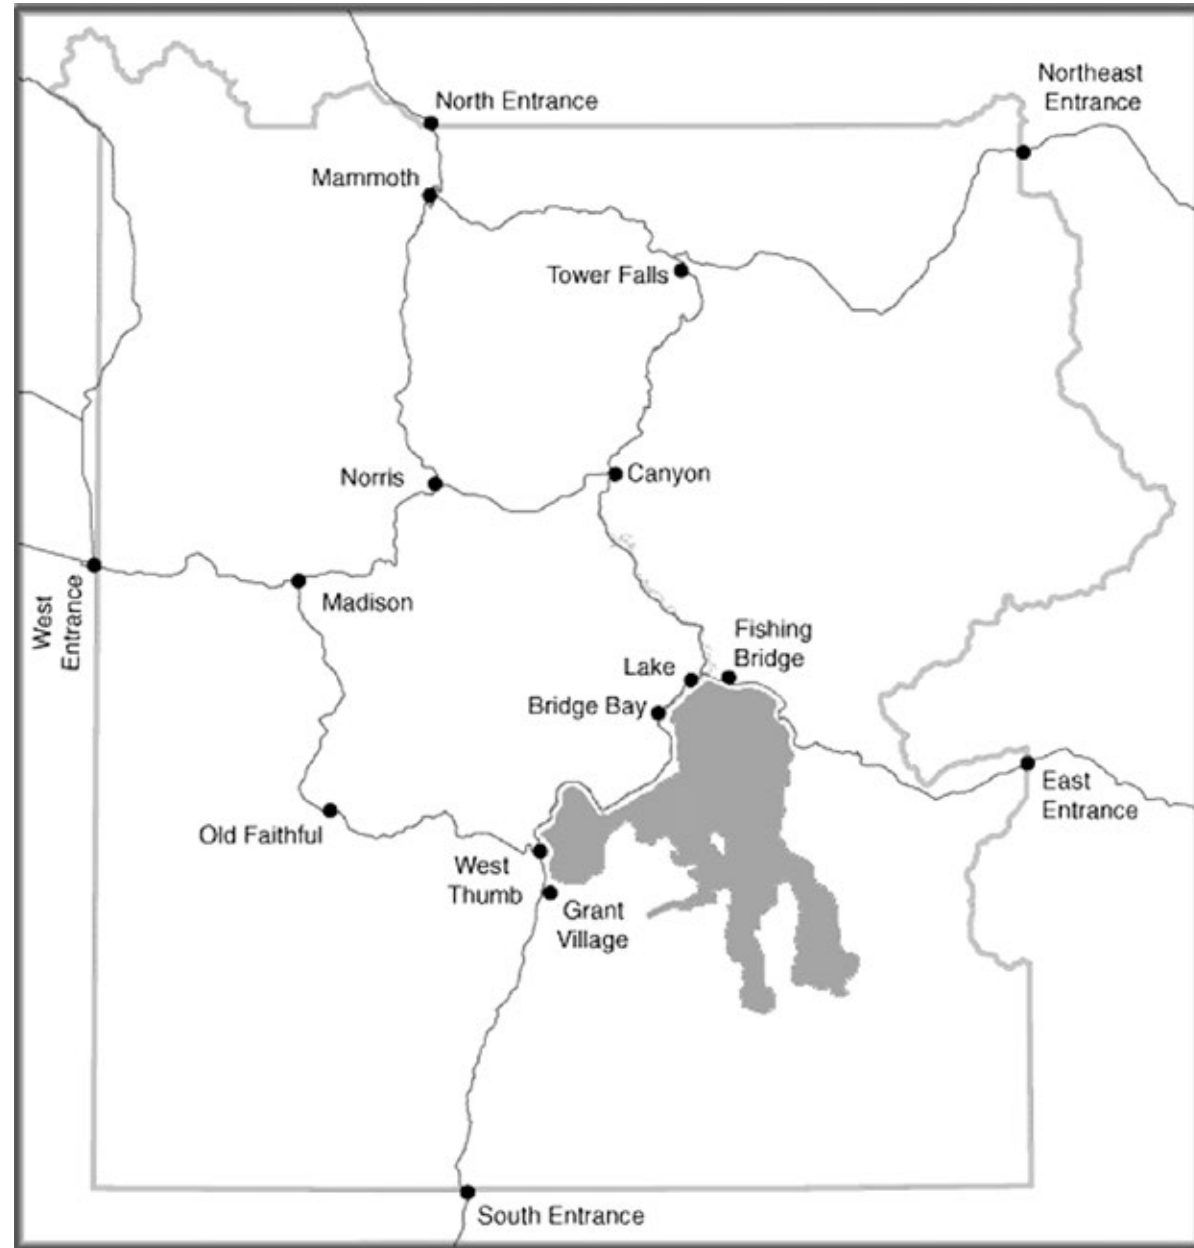 North Entrance
Northeast
Entrance
Mammoth
Tower Falls
Norris
Canyon
West
Entrance
Madison
Fishing
Bridge
Lake
Bridge Bay
East
Entrance
Old Faithful
West
Thumb
Grant
Village
South Entrance